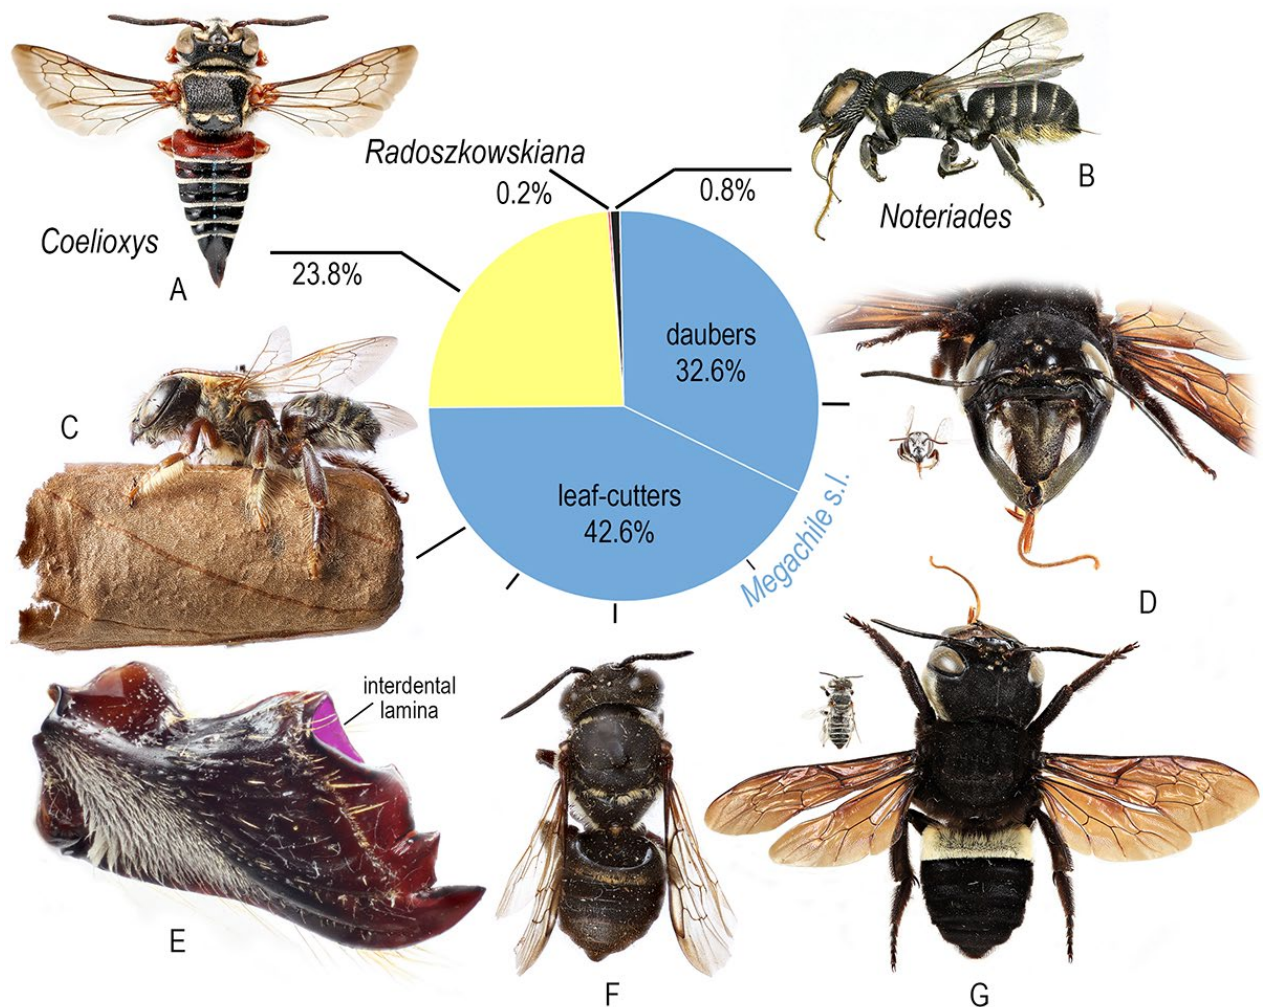 Radoszkowskiana
0.2%
0.8%
B
Noteriades
Coelioxys
23.8%
A
daubers
32.6%
C
leaf-cutters
42.6%
Megachile s.l.
D
interdental
lamina
E
F
G